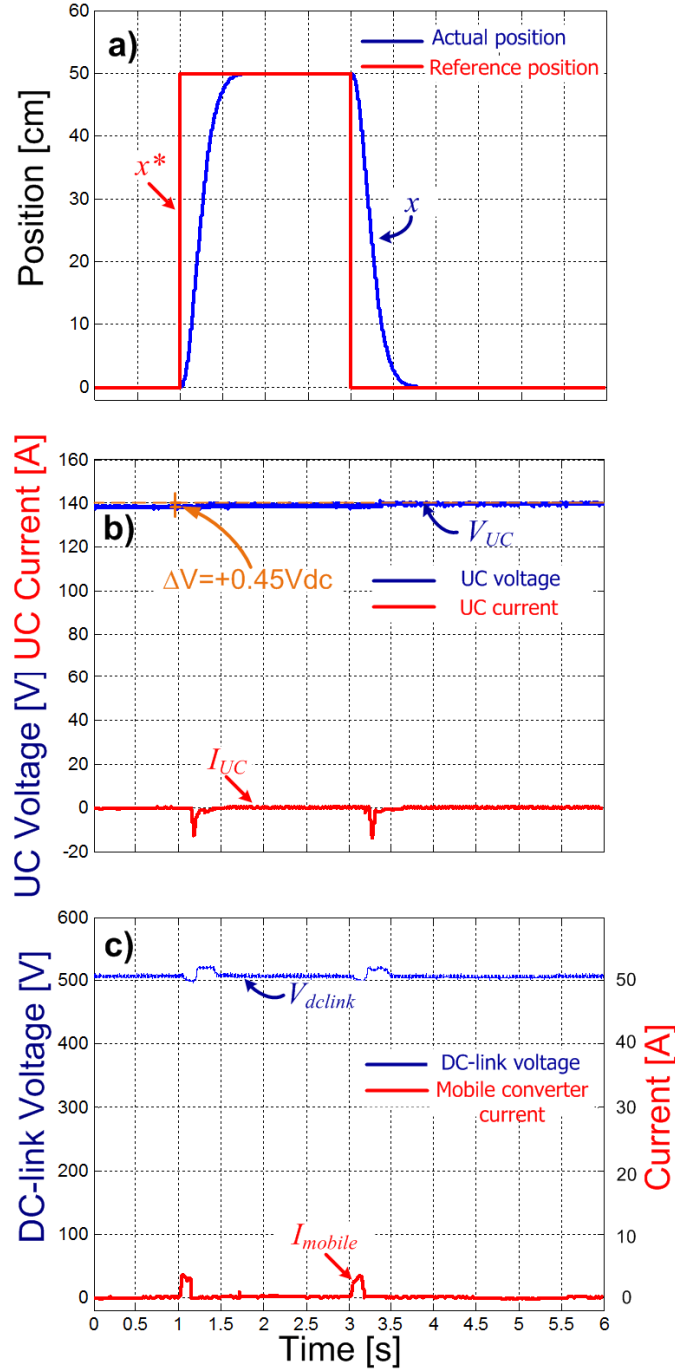 a)
Actual position
Reference position
Position [cm]
60
50
40
30
20
10
0
x*
x
b)
UC Voltage [V] UC Current [A]
160
140
120
100
80
60
40
20
0
-20
V_UC
ΔV=+0.45Vdc
UC voltage
UC current
I_UC
c)
DC-link Voltage [V]
600
500
400
300
200
100
0
V_dclink
DC-link voltage
Mobile converter
current
I_mobile
50
40
30
20
10
0
Current [A]
0 0.5 1 1.5 2 2.5 3 3.5 4 4.5 5 5.5 6
Time [s]